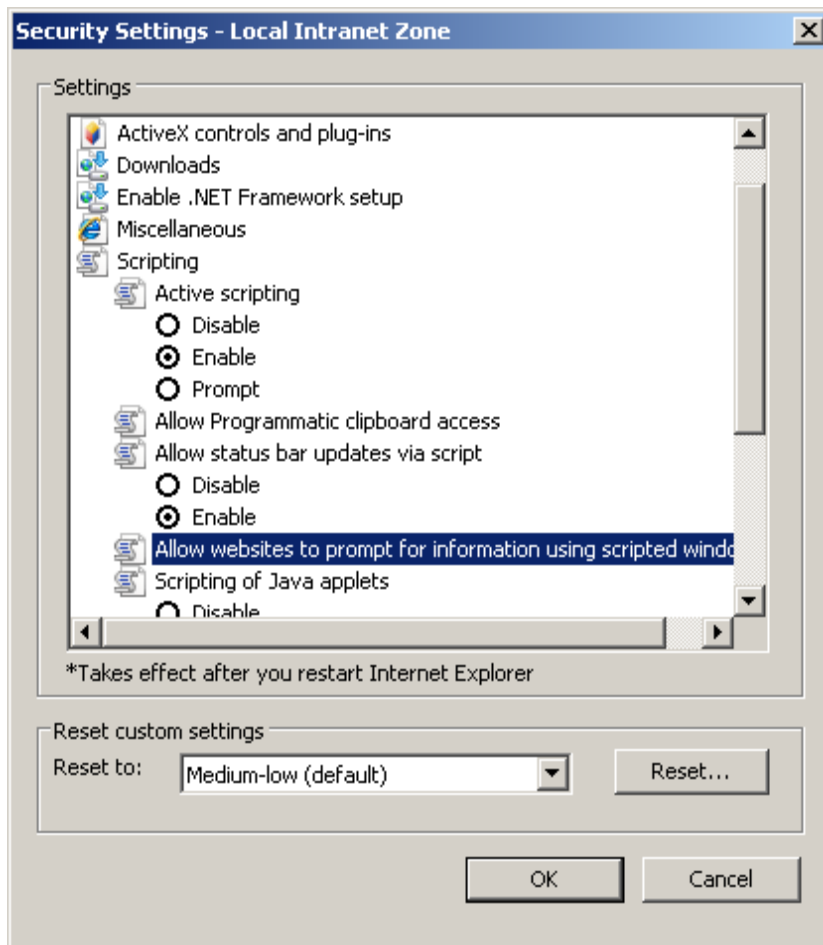 Security Settings - Local Intranet Zone
Settings
ActiveX controls and plug-ins
Downloads
Enable .NET Framework setup
Miscellaneous
Scripting
Active scripting
Disable
Enable
Prompt
Allow Programmatic clipboard access
Allow status bar updates via script
Disable
Enable
Allow websites to prompt for information using scripted
Scripting of Java applets
Disable
*Takes effect after you restart Internet Explorer
Reset custom settings
Reset to:
Medium-low (default)
Reset...
OK
Cancel